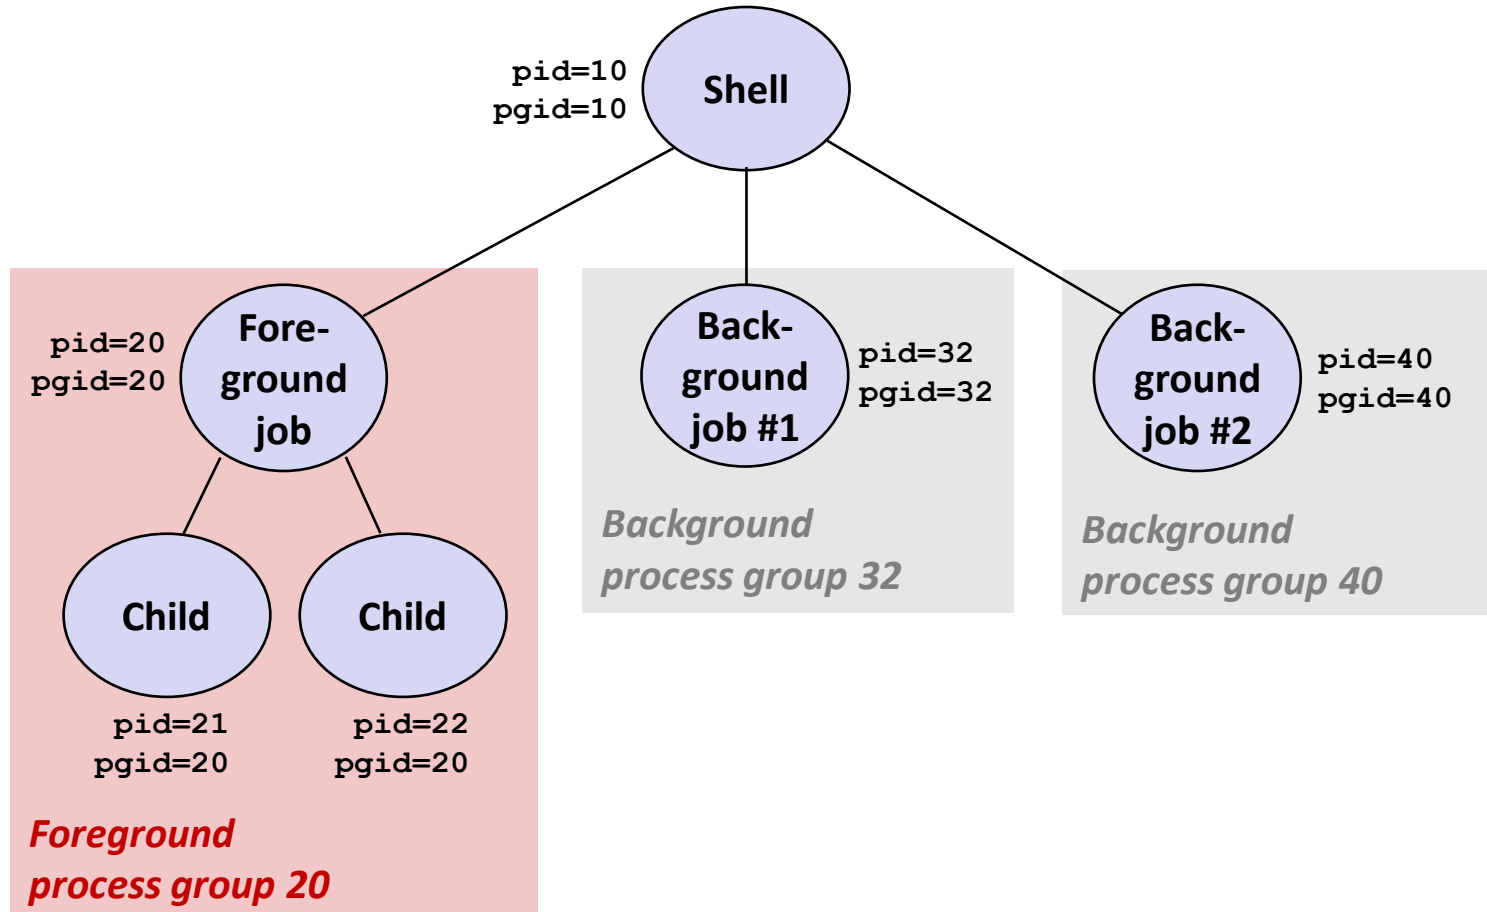 pid=10
pgid=10
Shell
pid=20
pgid=20
Fore-
ground
job
Back-
ground
job #1
pid=32
pgid=32
Back-
ground
job #2
pid=40
pgid=40
Background
process group 32
Background
process group 40
Child
Child
pid=21
pgid=20
pid=22
pgid=20
Foreground
process group 20